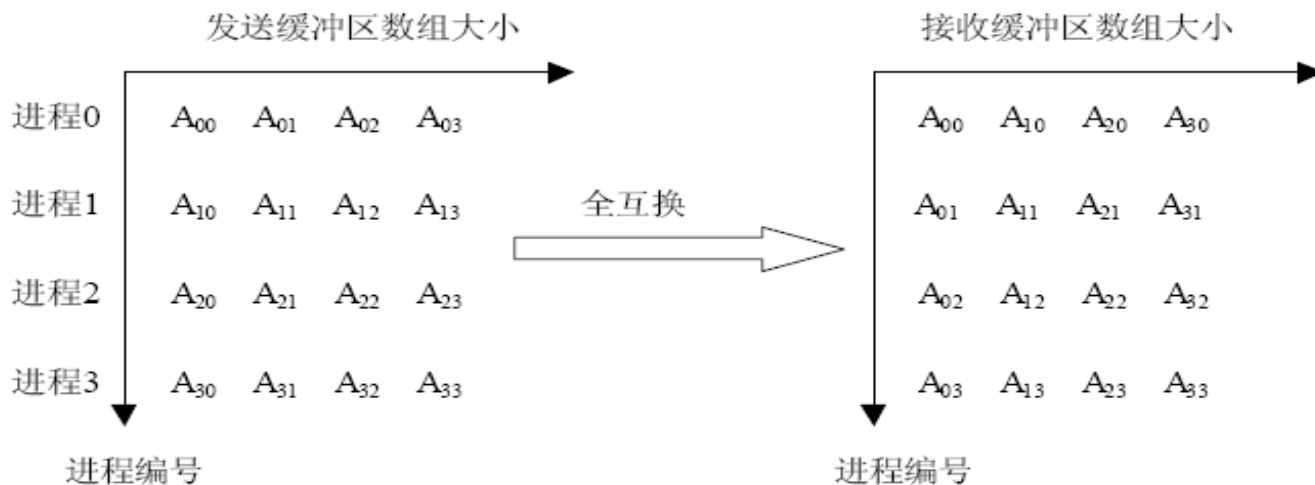 发送缓冲区数组大小 接收缓冲区数组大小
进程0 A₀₀ A₀₁ A₀₂ A₀₃ A₀₀ A₁₀ A₂₀ A₃₀
进程1 A₁₀ A₁₁ A₁₂ A₁₃ 全互换 A₀₁ A₁₁ A₂₁ A₃₁
进程2 A₂₀ A₂₁ A₂₂ A₂₃ A₀₂ A₁₂ A₂₂ A₃₂
进程3 A₃₀ A₃₁ A₃₂ A₃₃ A₀₃ A₁₃ A₂₃ A₃₃
进程编号 进程编号